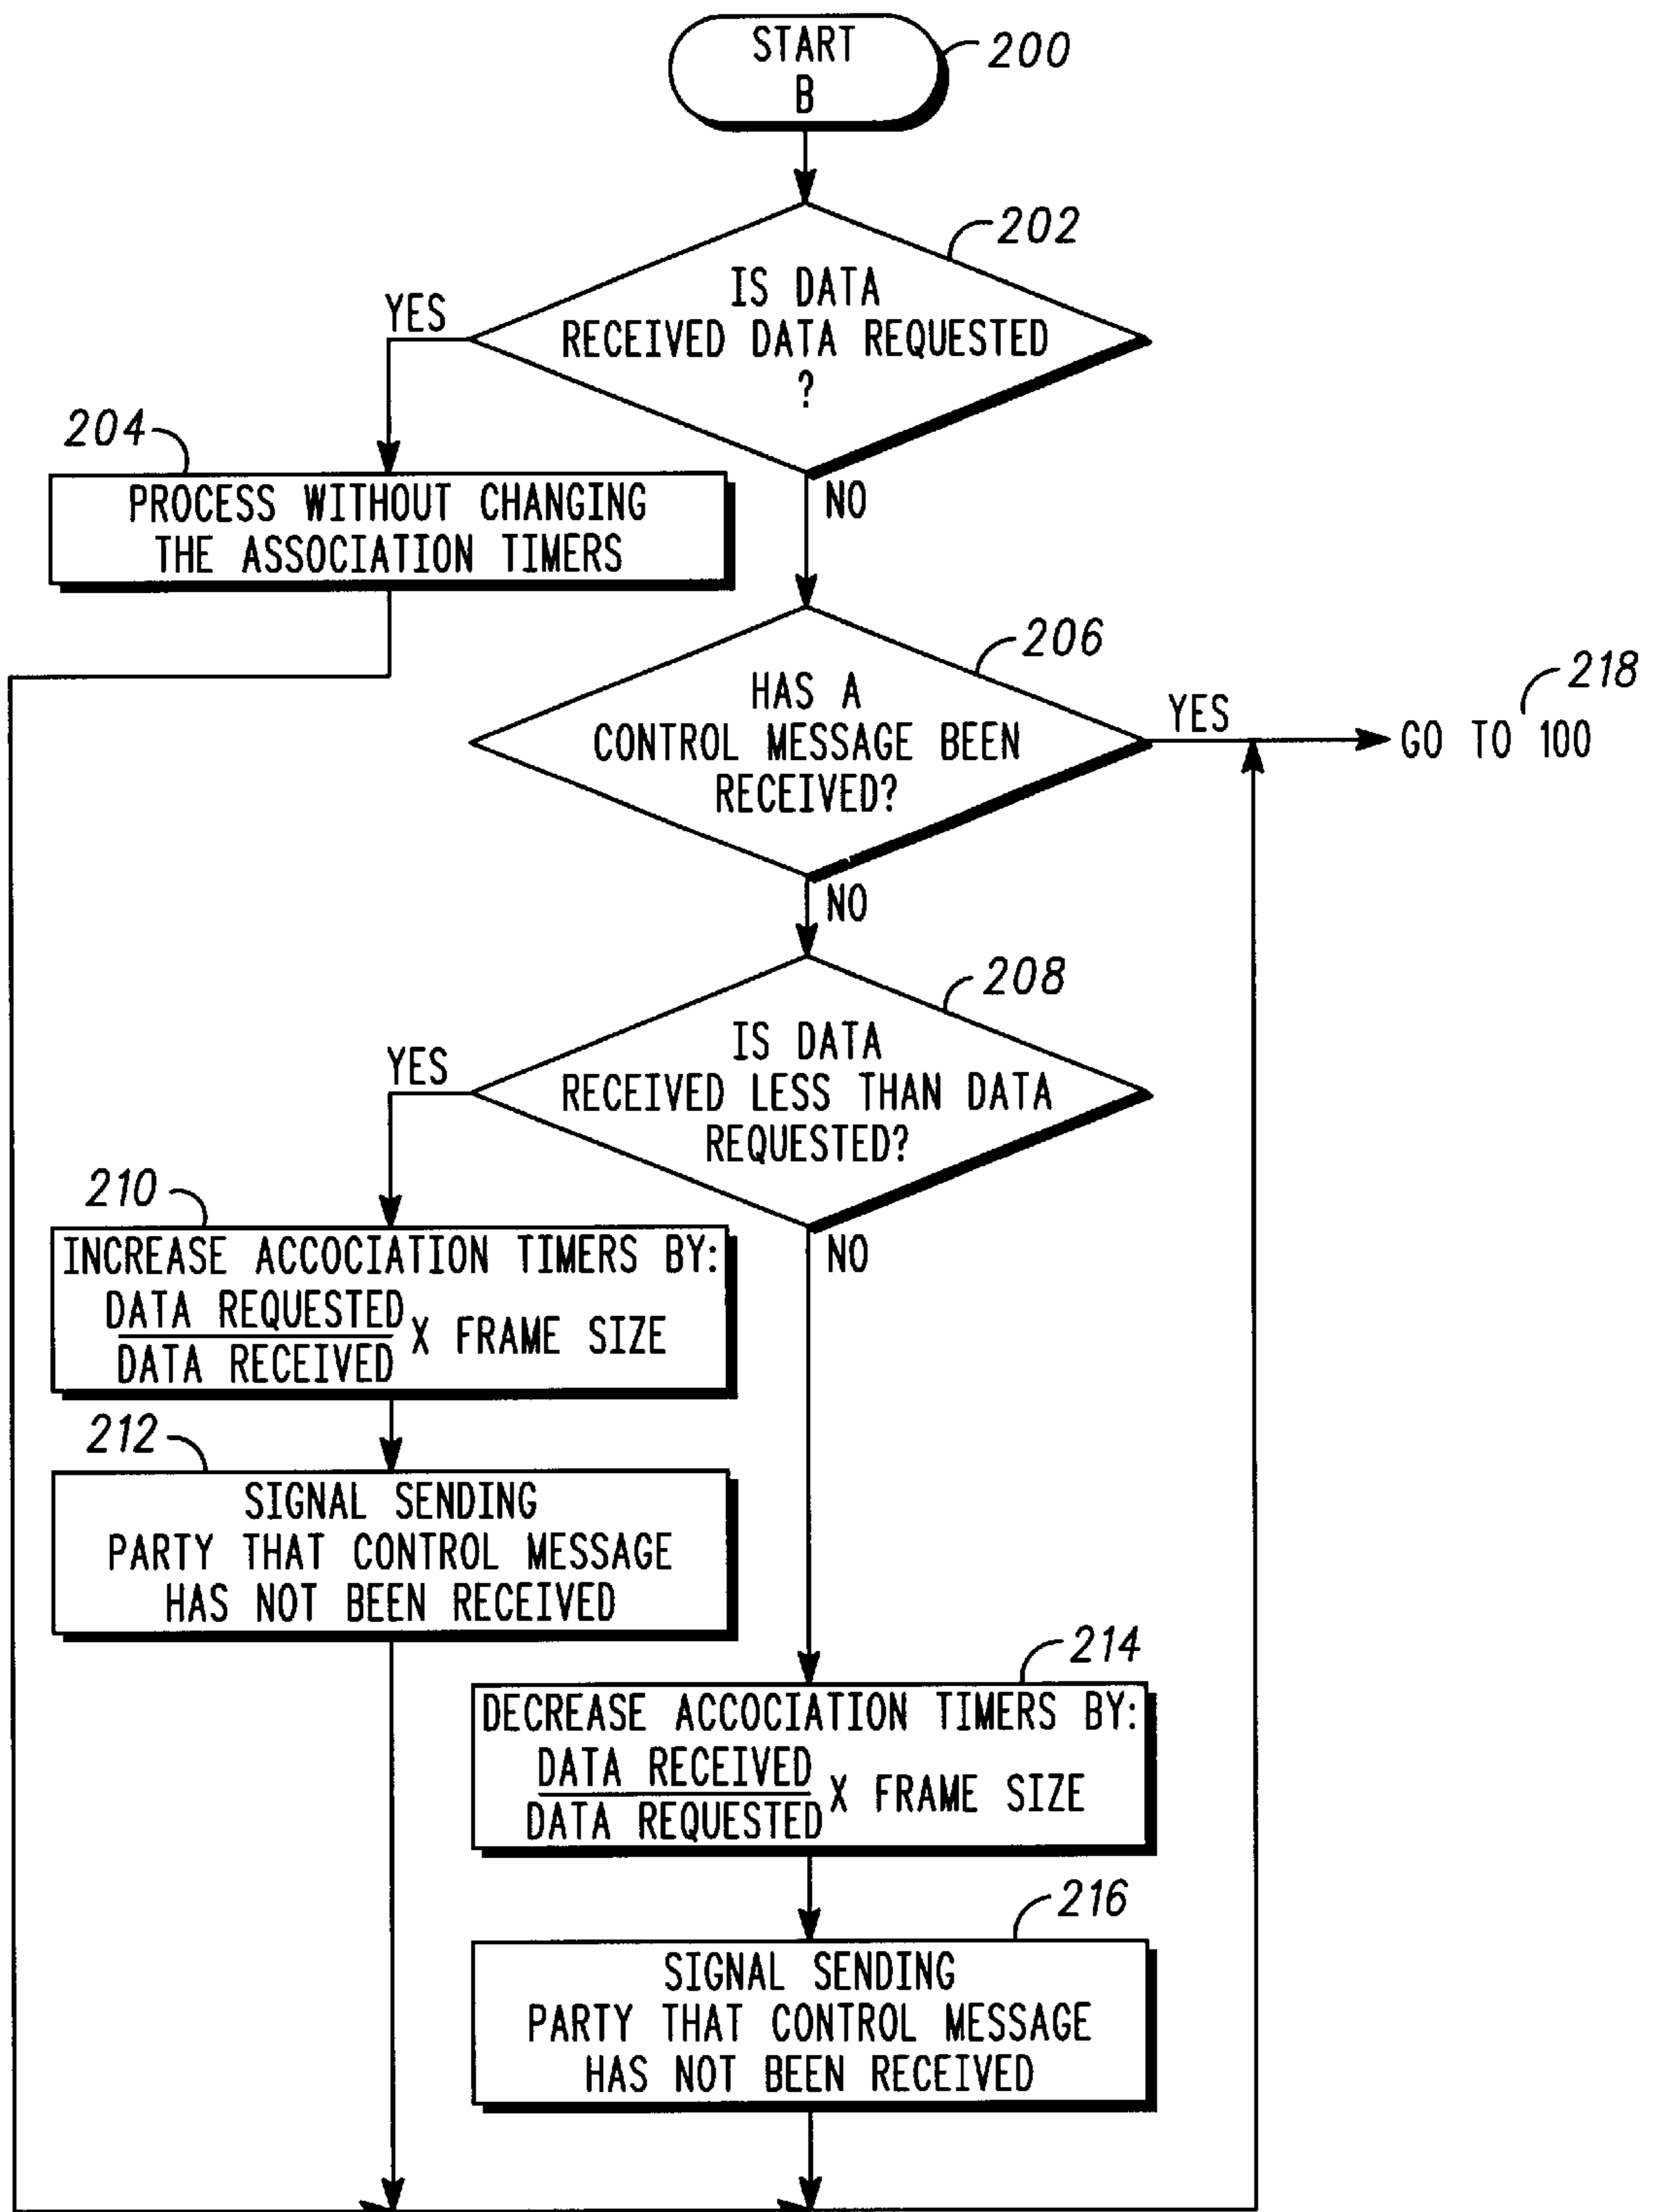 START
B
200
202
IS DATA
RECEIVED DATA REQUESTED
?
YES
NO
204
PROCESS WITHOUT CHANGING
THE ASSOCIATION TIMERS
206
HAS A
CONTROL MESSAGE BEEN
RECEIVED?
YES
218
GO TO 100
NO
208
IS DATA
RECEIVED LESS THAN DATA
REQUESTED?
YES
NO
210
INCREASE ACCOCIATION TIMERS BY:
DATA REQUESTED
DATA RECEIVED
X FRAME SIZE
212
SIGNAL SENDING
PARTY THAT CONTROL MESSAGE
HAS NOT BEEN RECEIVED
214
DECREASE ACCOCIATION TIMERS BY:
DATA RECEIVED
DATA REQUESTED
X FRAME SIZE
216
SIGNAL SENDING
PARTY THAT CONTROL MESSAGE
HAS NOT BEEN RECEIVED